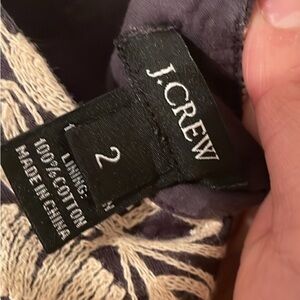 J.CREW
2
LINING:
100% COTTON
MADE IN CHINA